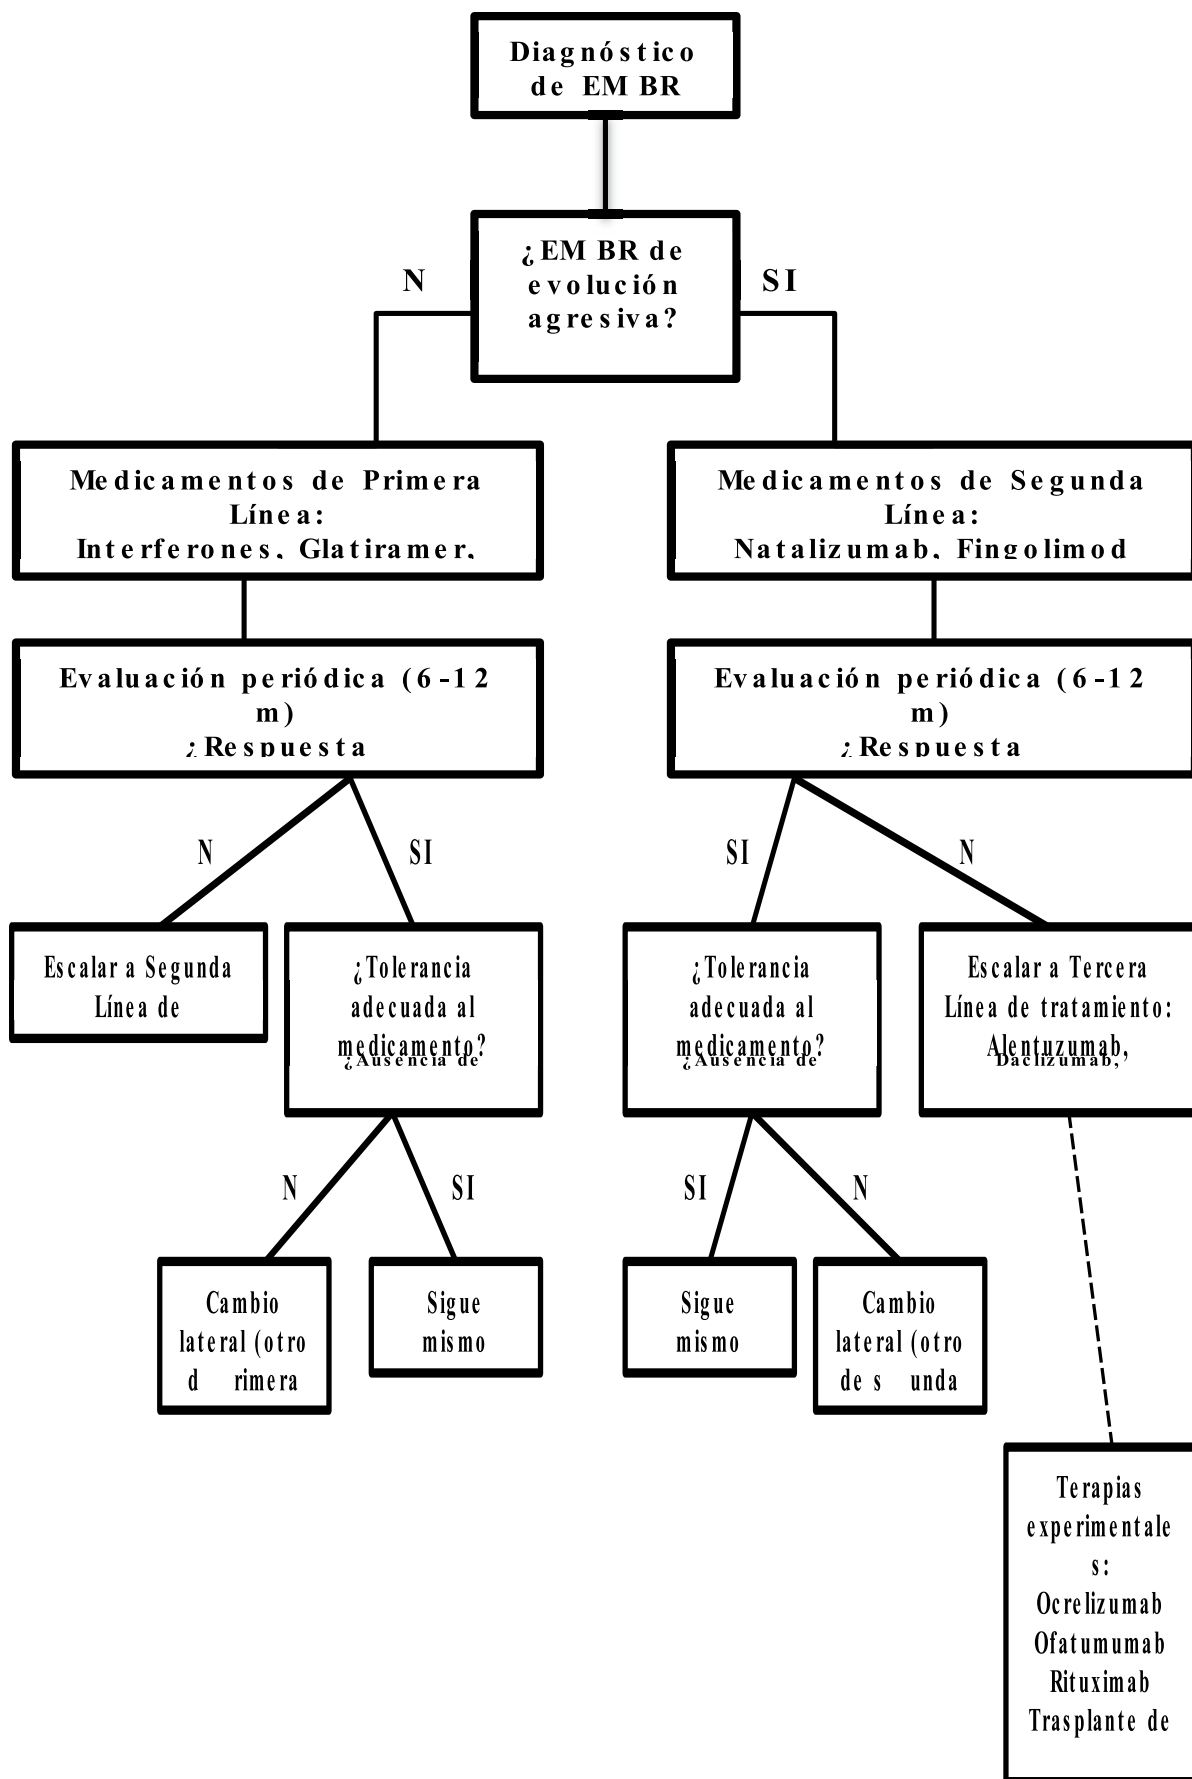 Diagnóstico
de EM BR
¿EM BR de
evolución
agresiva?
N
SI
Medicamentos de Primera
Línea:
Interferones, Glatiramer,
Medicamentos de Segunda
Línea:
Natalizumab, Fingolimod
Evaluación periódica (6-12
m)
¿Respuesta
Evaluación periódica (6-12
m)
¿Respuesta
N
SI
SI
N
Escalar a Segunda
Línea de
¿Tolerancia
adecuada al
medicamento?
¿Ausencia de
¿Tolerancia
adecuada al
medicamento?
¿Ausencia de
Escalar a Tercera
Línea de tratamiento:
Alentuzumab,
Daclizumab,
N
SI
SI
N
Cambio
lateral (otro
d rimera
Sigue
mismo
Sigue
mismo
Cambio
lateral (otro
de s unda
Terapias
experimentale
s:
Ocrelizumab
Ofatumumab
Rituximab
Trasplante de